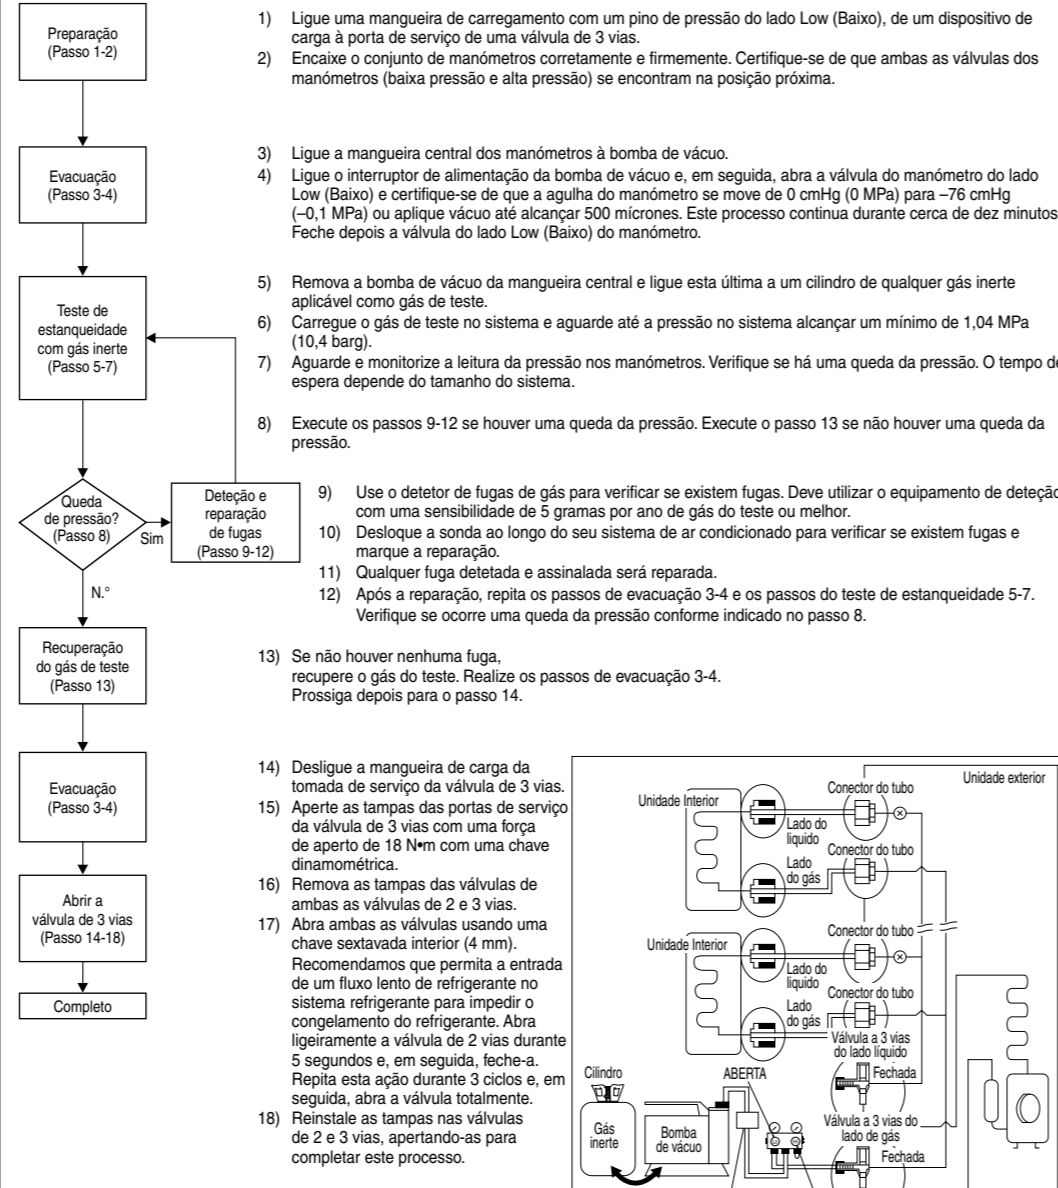 Preparação
(Passo 1-2)
1) Ligue uma mangueira de carregamento com um pino de pressão do lado Low (Baixo), de um dispositivo de
carga à porta de serviço de uma válvula de 3 vias.
2) Encaixe o conjunto de manómetros corretamente e firmemente. Certifique-se de que ambas as válvulas dos
manómetros (baixa pressão e alta pressão) se encontram na posição próxima.
Evacuação
(Passo 3-4)
3) Ligue a mangueira central dos manómetros à bomba de vácuo.
4) Ligue o interruptor de alimentação da bomba de vácuo e, em seguida, abra a válvula do manómetro do lado
Low (Baixo) e certifique-se de que a agulha do manómetro se move de 0 cmHg (0 MPa) para –76 cmHg
(–0,1 MPa) ou aplique vácuo até alcançar 500 mícrones. Este processo continua durante cerca de dez minutos
Feche depois a válvula do lado Low (Baixo) do manómetro.
Teste de
estanqueidade
com gás inerte
(Passo 5-7)
5) Remova a bomba de vácuo da mangueira central e ligue esta última a um cilindro de qualquer gás inerte
aplicável como gás de teste.
6) Carregue o gás de teste no sistema e aguarde até a pressão no sistema alcançar um mínimo de 1,04 MPa
(10,4 barg).
7) Aguarde e monitorize a leitura da pressão nos manómetros. Verifique se há uma queda da pressão. O tempo de
espera depende do tamanho do sistema.
8) Execute os passos 9-12 se houver uma queda da pressão. Execute o passo 13 se não houver uma queda da
pressão.
Queda
de pressão?
(Passo 8)
Sim
N.°
Deteção e
reparação
de fugas
(Passo 9-12)
9) Use o detetor de fugas de gás para verificar se existem fugas. Deve utilizar o equipamento de deteção
com uma sensibilidade de 5 gramas por ano de gás do teste ou melhor.
10) Desloque a sonda ao longo do seu sistema de ar condicionado para verificar se existem fugas e
marque a reparação.
11) Qualquer fuga detetada e assinalada será reparada.
12) Após a reparação, repita os passos de evacuação 3-4 e os passos do teste de estanqueidade 5-7.
Verifique se ocorre uma queda da pressão conforme indicado no passo 8.
Recuperação
do gás de teste
(Passo 13)
13) Se não houver nenhuma fuga,
recupere o gás do teste. Realize os passos de evacuação 3-4.
Prossiga depois para o passo 14.
Evacuação
(Passo 3-4)
Abrir a
válvula de 3 vias
(Passo 14-18)
Completo
14) Desligue a mangueira de carga da
tomada de serviço da válvula de 3 vias.
15) Aperte as tampas das portas de serviço
da válvula de 3 vias com uma força
de aperto de 18 N•m com uma chave
dinamométrica.
16) Remova as tampas das válvulas de
ambas as válvulas de 2 e 3 vias.
17) Abra ambas as válvulas usando uma
chave sextavada interior (4 mm).
Recomendamos que permita a entrada
de um fluxo lento de refrigerante no
sistema refrigerante para impedir o
congelamento do refrigerante. Abra
ligeiramente a válvula de 2 vias durante
5 segundos e, em seguida, feche-a.
Repita esta ação durante 3 ciclos e, em
seguida, abra a válvula totalmente.
18) Reinstale as tampas nas válvulas
de 2 e 3 vias, apertando-as para
completar este processo.
Unidade exterior
Unidade Interior
Conector do tubo
Lado do
liquido
Conector do tubo
Lado
do gás
Unidade Interior
Conector do tubo
Lado do
liquido
Conector do tubo
Lado
do gás
Válvula a 3 vias
do lado líquido
Fechada
Cilindro
ABERTA
Gás
inerte
Bomba
de vácuo
Válvula a 3 vias do
lado de gás
Fechada